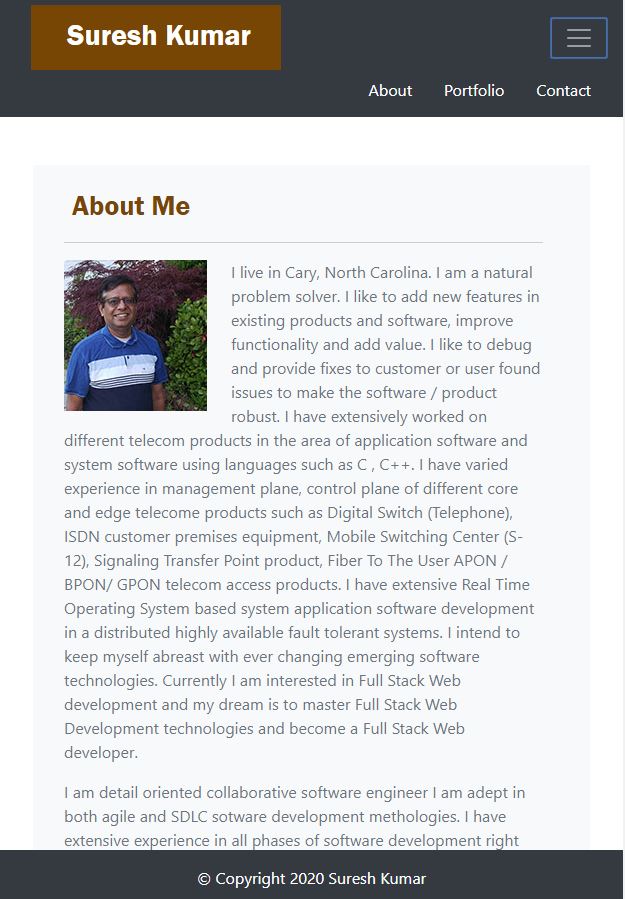 Suresh Kumar
About Portfolio Contact
About Me
I live in Cary, North Carolina. I am a natural
problem solver. I like to add new features in
existing products and software, improve
functionality and add value. I like to debug
and provide fixes to customer or user found
issues to make the software / product
robust. I have extensively worked on
different telecom products in the area of application software and
system software using languages such as C , C++. I have varied
experience in management plane, control plane of different core
and edge telecome products such as Digital Switch (Telephone),
ISDN customer premises equipment, Mobile Switching Center (S-
12), Signaling Transfer Point product, Fiber To The User APON /
BPON/ GPON telecom access products. I have extensive Real Time
Operating System based system application software development
in a distributed highly available fault tolerant systems. I intend to
keep myself abreast with ever changing emerging software
technologies. Currently I am interested in Full Stack Web
development and my dream is to master Full Stack Web
Development technologies and become a Full Stack Web
developer.
I am detail oriented collaborative software engineer I am adept in
both agile and SDLC sotware development methologies. I have
extensive experience in all phases of software development right
© Copyright 2020 Suresh Kumar